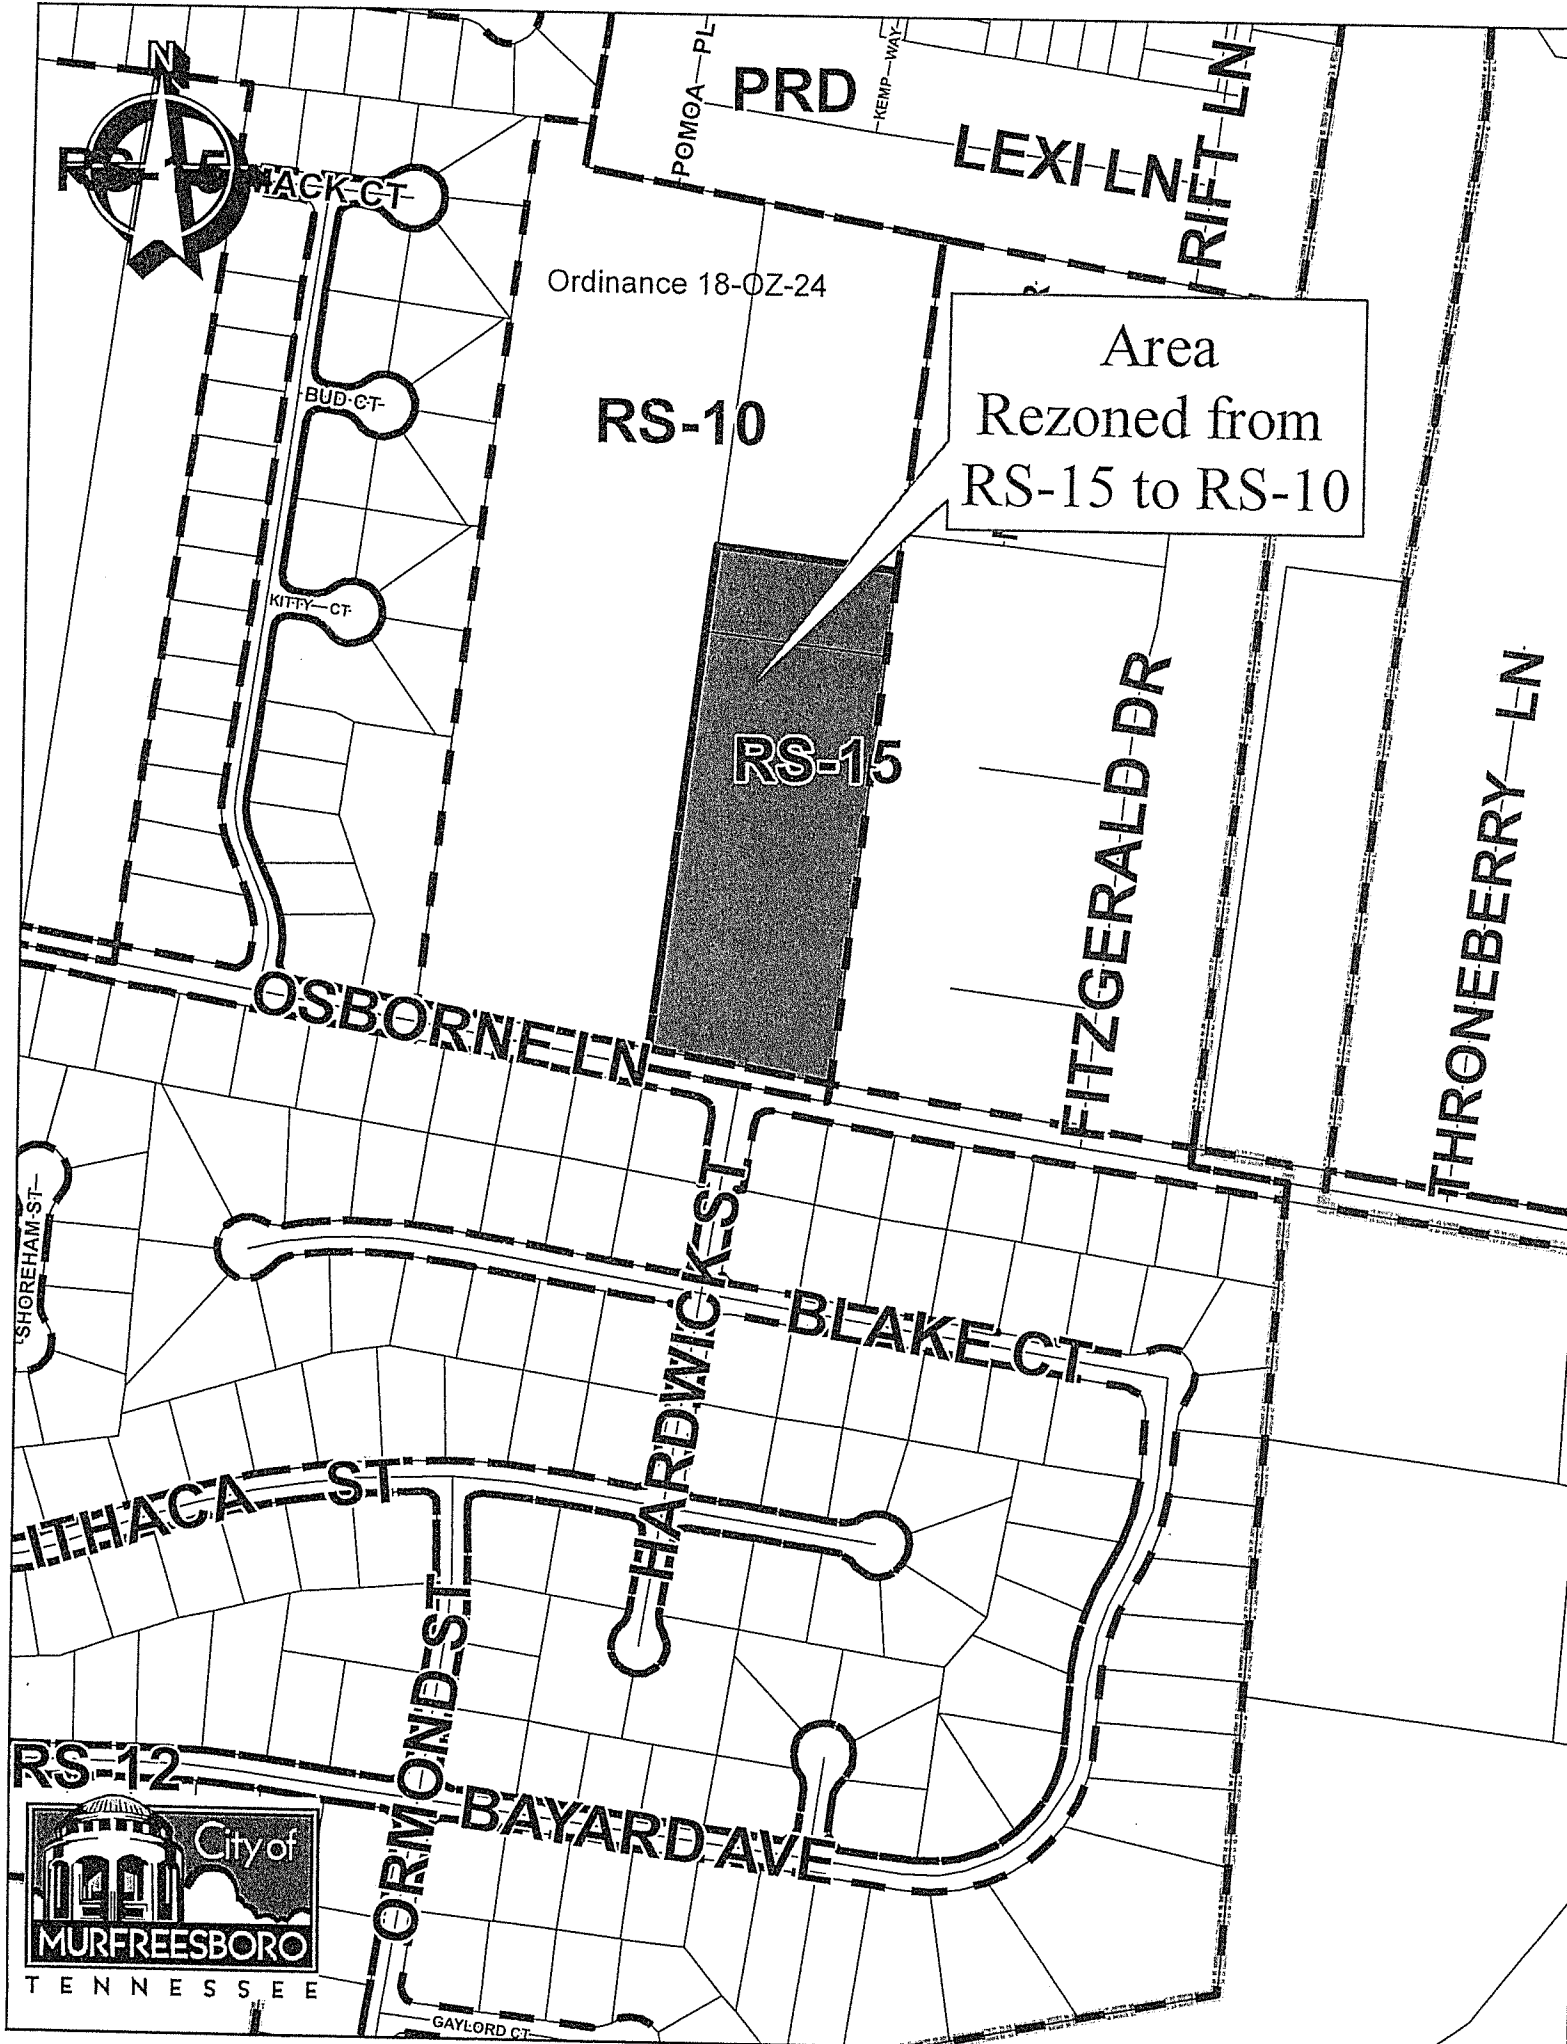 N
PRD
POMOA PL
KEMP WAY
LEXI LN
RIFT LN
MACK CT
Ordinance 18-OZ-24
Area
Rezoned from
RS-15 to RS-10
BUD CT
RS-10
KITTY CT
RS-15
FITZGERALD DR
THRONEBERRY LN
OSBORNE LN
SHOREHAM ST
HARDWICK ST
BLAKE CT
ITHACA ST
ORMOND ST
RS-12
BAYARD AVE
City of
MURFREESBORO
TENNESSEE
GAYLORD CT